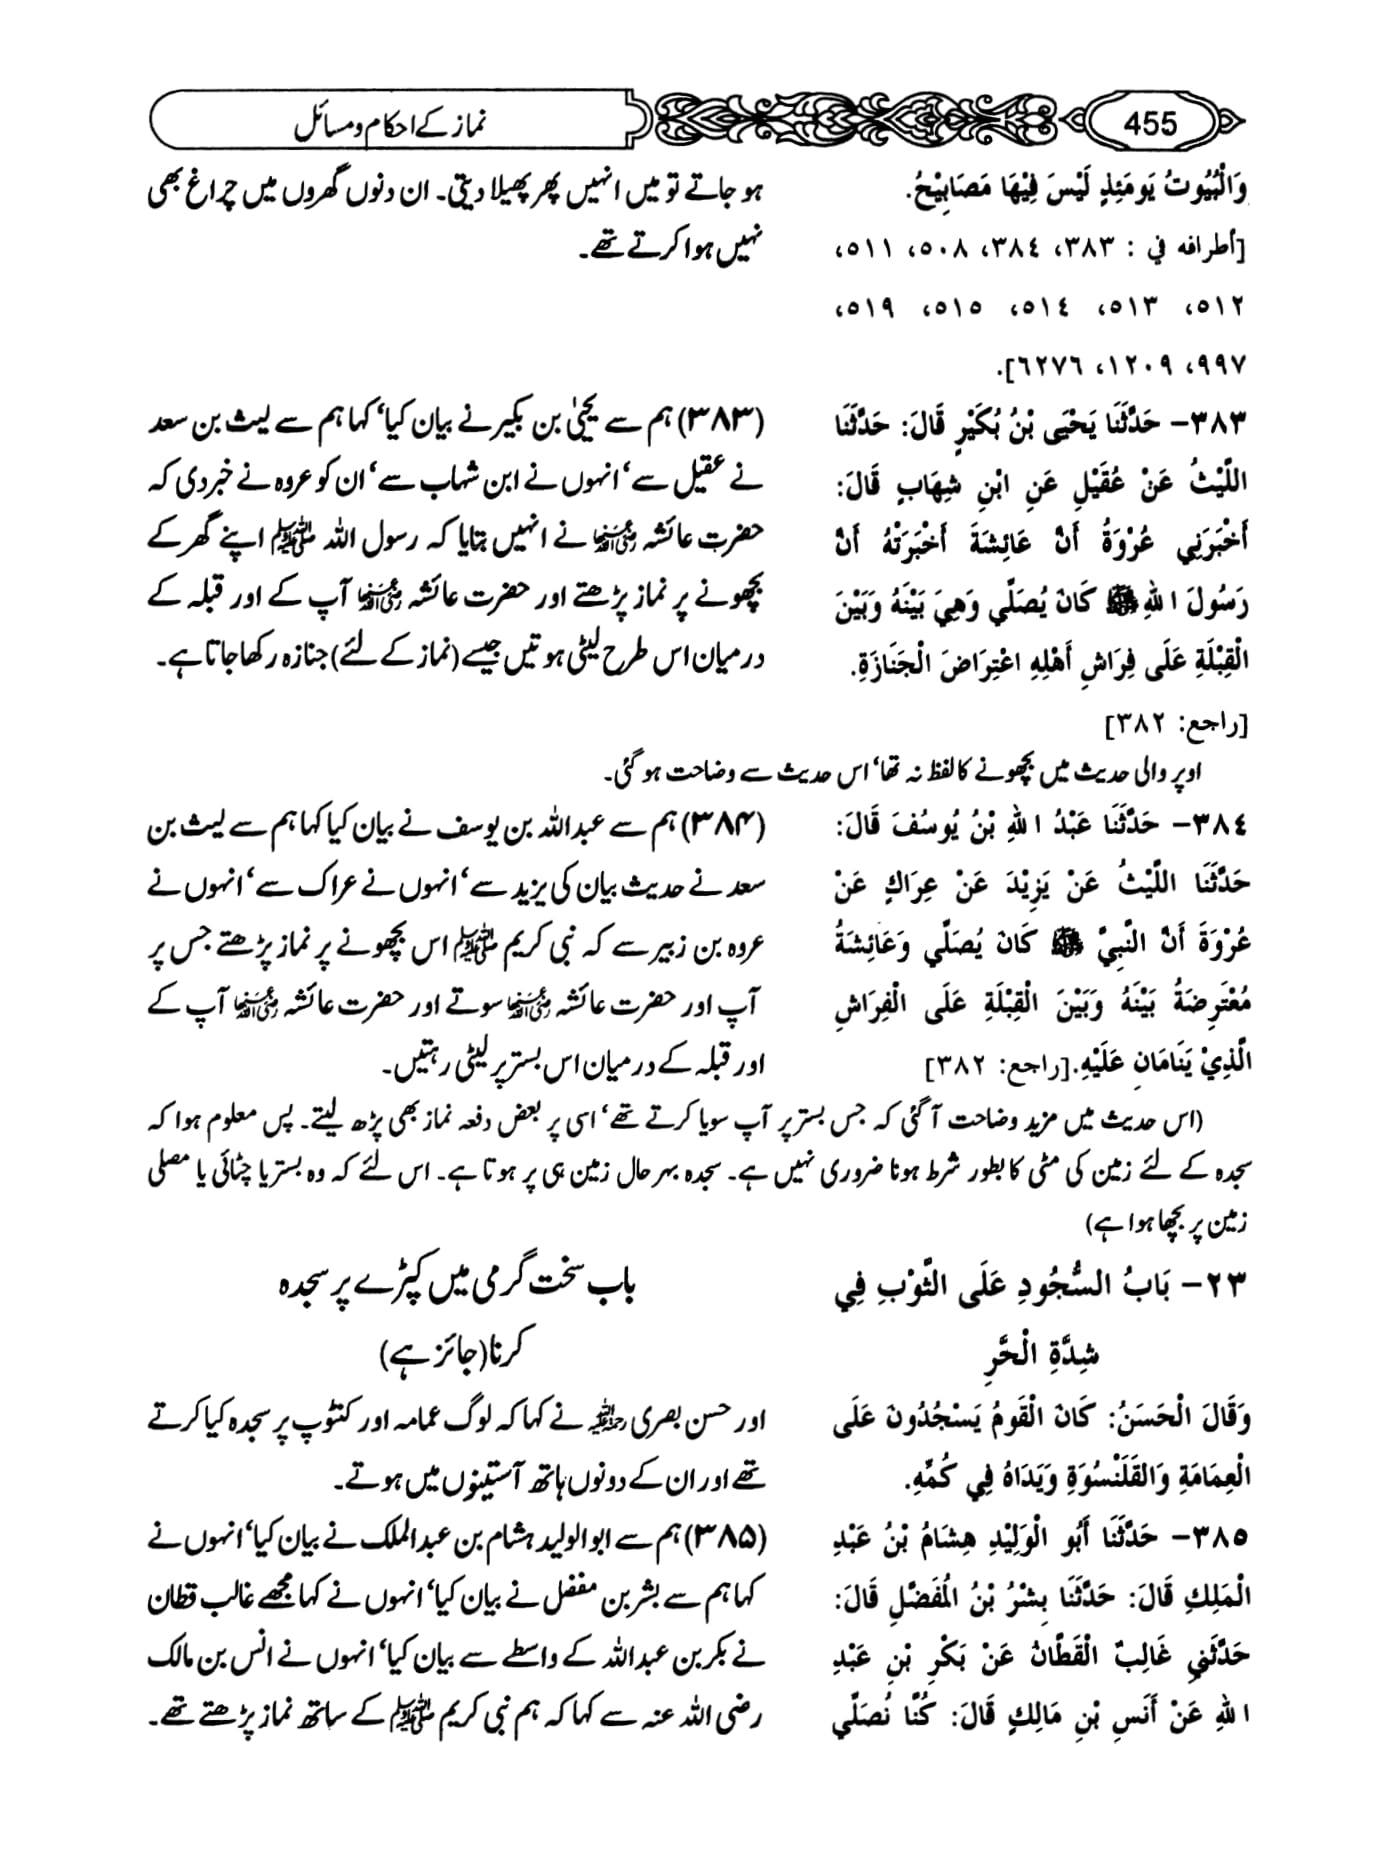 455
نماز کے احکام و مسائل
وَالْبُيُوتُ يَومَئِذٍ لَيْسَ فِيْهَا مَصَابِيْحُ.
[أطرافه في : ٣٨٣، ٣٨٤، ٥٠٨، ٥١١،
٥١٢، ٥١٣، ٥١٤، ٥١٥، ٥١٩،
٩٩٧، ١٢٠٩، ٦٢٧٦].
ہو جاتے تو میں انہیں پھر پھیلا دیتی۔ ان دنوں گھروں میں چراغ بھی
نہیں ہوا کرتے تھے۔
٣٨٣- حَدَّثَنَا يَحْيَى بْنُ بُكَيْرٍ قَالَ: حَدَّثَنَا
اللَّيْثُ عَنْ عُقَيْلٍ عَنِ ابْنِ شِهَابٍ قَالَ:
أَخْبَرَنِي عُرْوَةُ أَنَّ عَائِشَةَ أَخْبَرَتْهُ أَنَّ
رَسُولَ اللهِ ﷺ كَانَ يُصَلِّي وَهِيَ بَيْنَهُ وَبَيْنَ
الْقِبْلَةِ عَلَى فِرَاشِ أَهْلِهِ اعْتِرَاضَ الْجَنَازَةِ.
[راجع: ٣٨٢]
(۳۸۳) ہم سے یحییٰ بن بکیر نے بیان کیا‘ کہا ہم سے لیث بن سعد
نے عقیل سے‘ انہوں نے ابن شہاب سے‘ ان کو عروہ نے خبر دی کہ
حضرت عائشہ رضی اللہ عنہا نے انہیں بتایا کہ رسول اللہ ﷺ اپنے گھر کے
بچھونے پر نماز پڑھتے اور حضرت عائشہ رضی اللہ عنہا آپ کے اور قبلہ کے
درمیان اس طرح لیٹی ہوتیں جیسے (نماز کے لئے) جنازہ رکھا جاتا ہے۔
اوپر والی حدیث میں بچھونے کا لفظ نہ تھا‘ اس حدیث سے وضاحت ہو گئی۔
٣٨٤- حَدَّثَنَا عَبْدُ اللهِ بْنُ يُوسُفَ قَالَ:
حَدَّثَنَا اللَّيْثُ عَنْ يَزِيْدَ عَنْ عِرَاكٍ عَنْ
عُرْوَةَ أَنَّ النَّبِيَّ ﷺ كَانَ يُصَلِّي وَعَائِشَةُ
مُعْتَرِضَةُ بَيْنَهُ وَبَيْنَ الْقِبْلَةِ عَلَى الْفِرَاشِ
الَّذِيْ يَنَامَانِ عَلَيْهِ.[راجع: ٣٨٢]
(۳۸۴) ہم سے عبداللہ بن یوسف نے بیان کیا کہا ہم سے لیث بن
سعد نے حدیث بیان کی یزید سے‘ انہوں نے عراک سے‘ انہوں نے
عروہ بن زبیر سے کہ نبی کریم ﷺ اس بچھونے پر نماز پڑھتے جس پر
آپ اور حضرت عائشہ رضی اللہ عنہا سوتے اور حضرت عائشہ رضی اللہ عنہا آپ کے
اور قبلہ کے درمیان اس بستر پر لیٹی رہتیں۔
(اس حدیث میں مزید وضاحت آ گئی کہ جس بستر پر آپ سویا کرتے تھے‘ اسی پر بعض دفعہ نماز بھی پڑھ لیتے۔ پس معلوم ہوا کہ
سجدہ کے لئے زمین کی مٹی کا بطور شرط ہونا ضروری نہیں ہے۔ سجدہ بہرحال زمین ہی پر ہوتا ہے۔ اس لئے کہ وہ بستر یا چٹائی یا مصلی
زمین پر بچھا ہوا ہے)
٢٣- بَابُ السُّجُودِ عَلَى الثَّوْبِ فِي
شِدَّةِ الْحَرِّ
باب سخت گرمی میں کپڑے پر سجدہ
کرنا (جائز ہے)
وَقَالَ الْحَسَنُ: كَانَ الْقَومُ يَسْجُدُونَ عَلَى
الْعِمَامَةِ وَالقَلَنْسُوَةِ وَيَدَاهُ فِي كُمِّهِ.
اور حسن بصری رحمۃ اللہ علیہ نے کہا کہ لوگ عمامہ اور کنٹوپ پر سجدہ کیا کرتے
تھے اور ان کے دونوں ہاتھ آستینوں میں ہوتے۔
٣٨٥- حَدَّثَنَا أَبُو الْوَلِيْدِ هِشَامُ بْنُ عَبْدِ
الْمَلِكِ قَالَ: حَدَّثَنَا بِشْرُ بْنُ الْمُفَضَّلِ قَالَ:
حَدَّثَنِي غَالِبٌ الْقَطَّانُ عَنْ بَكْرِ بْنِ عَبْدِ
اللهِ عَنْ أَنَسِ بْنِ مَالِكٍ قَالَ: كُنَّا نُصَلِّي
(۳۸۵) ہم سے ابوالولید ہشام بن عبدالملک نے بیان کیا‘ انہوں نے
کہا ہم سے بشر بن مفضل نے بیان کیا‘ انہوں نے کہا مجھے غالب قطان
نے بکر بن عبداللہ کے واسطے سے بیان کیا‘ انہوں نے انس بن مالک
رضی اللہ عنہ سے کہا کہ ہم نبی کریم ﷺ کے ساتھ نماز پڑھتے تھے۔